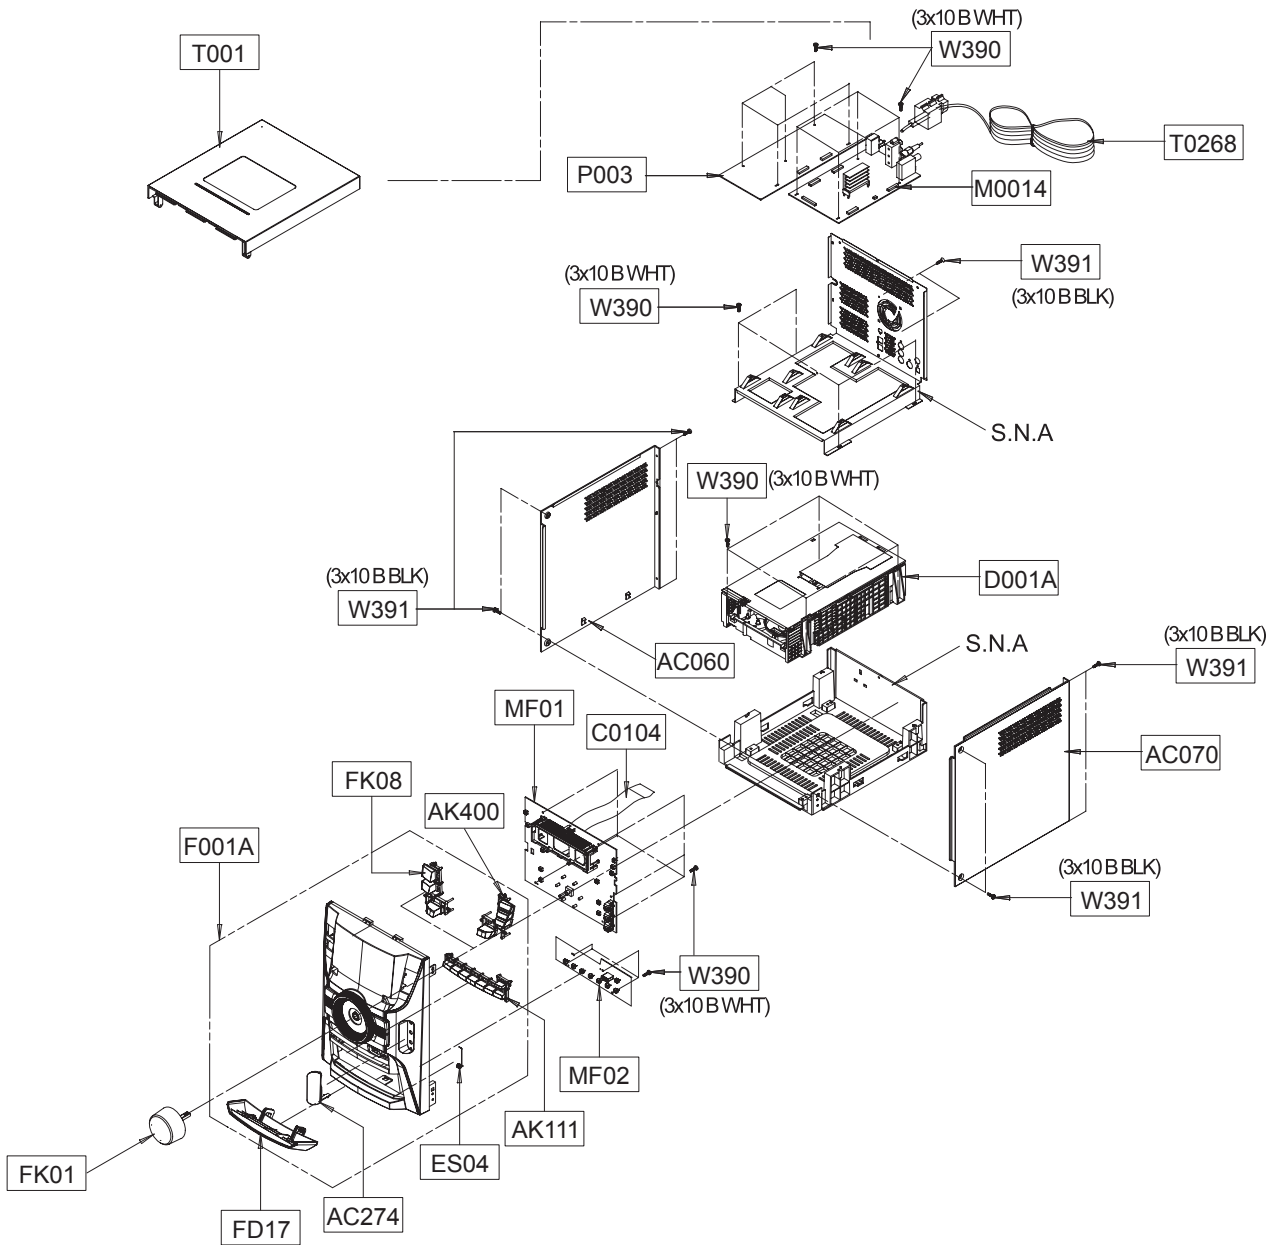 (3x10 B WHT)
T001
W390
T0268
P003
M0014
W391
(3x10 B WHT)
(3x10 B BLK)
W390
S.N.A
W390 (3x10 B WHT)
(3x10 B BLK)
D001A
W391
S.N.A
(3x10 B BLK)
AC060
W391
MF01
C0104
AC070
FK08
AK400
F001A
(3x10 B BLK)
W391
W390
(3x10 B WHT)
MF02
AK111
ES04
FK01
AC274
FD17